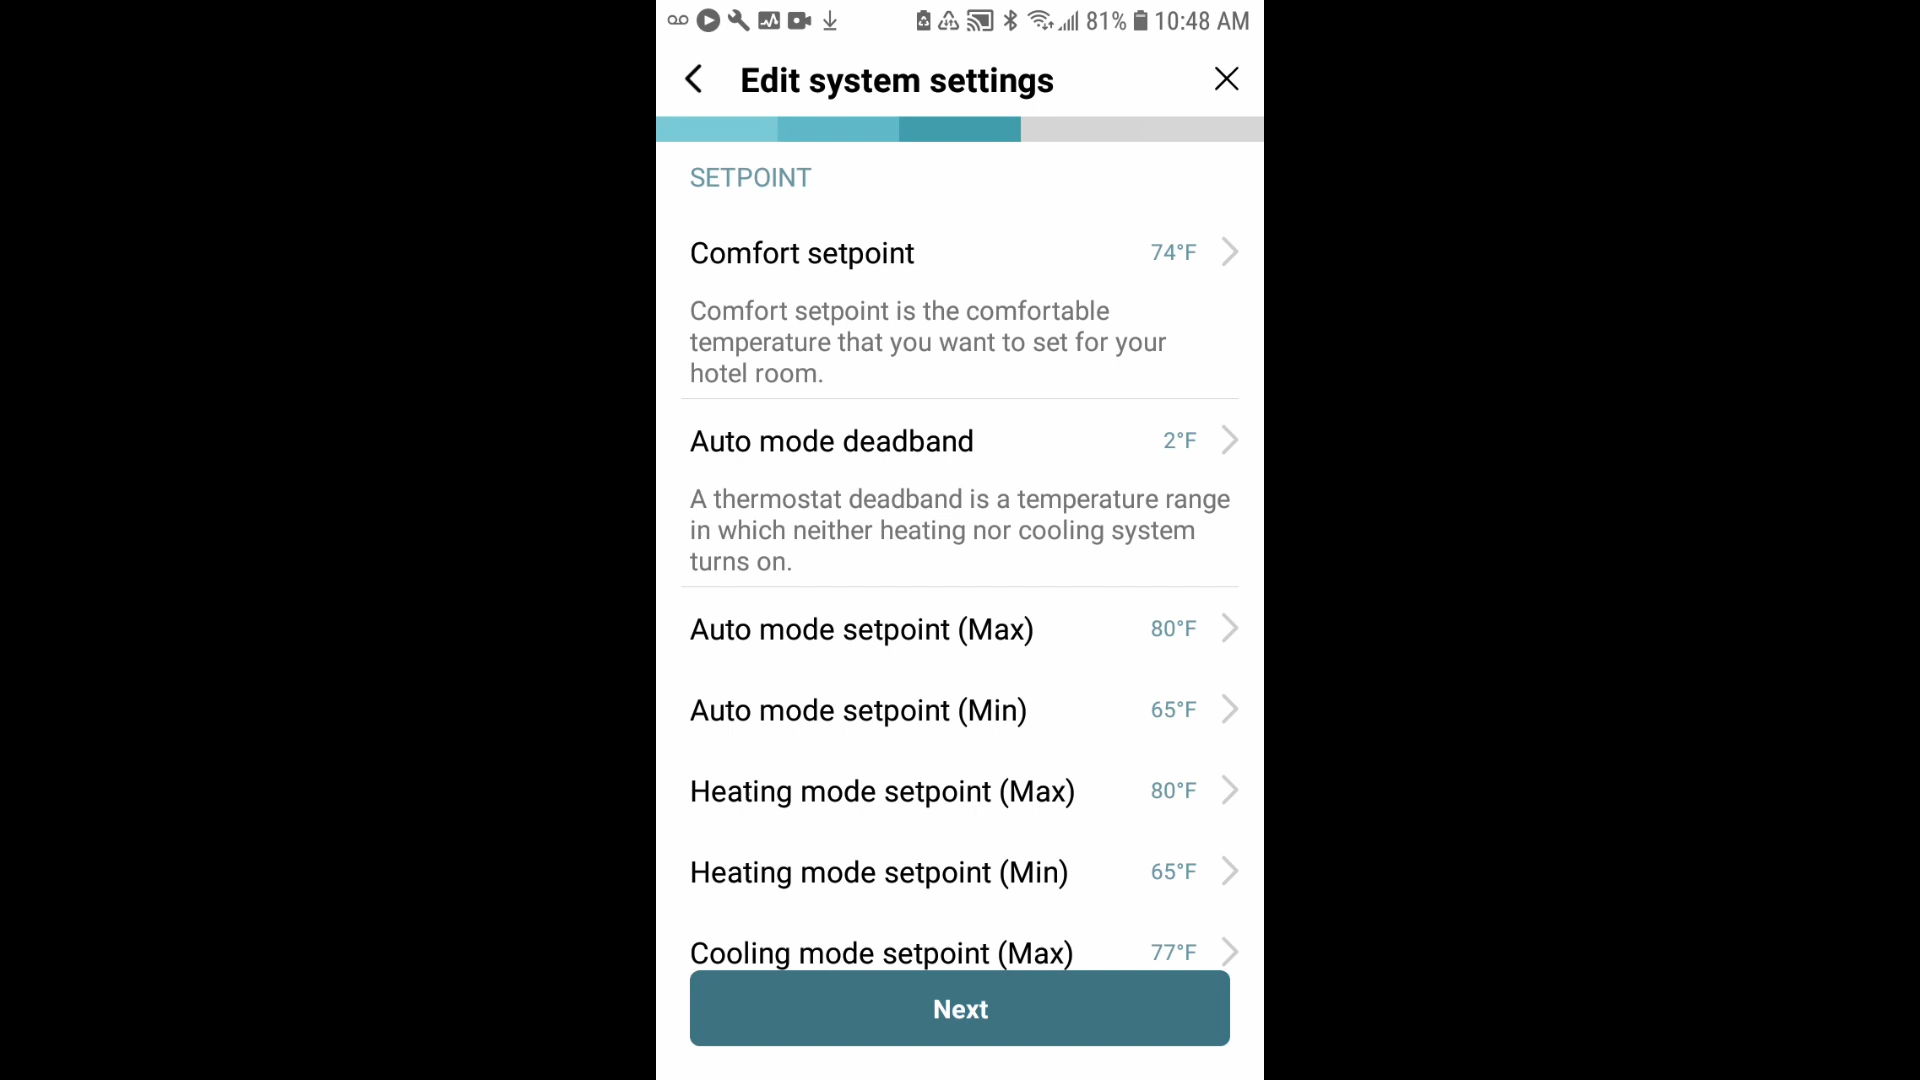 81% 10:48 AM
Edit system settings
SETPOINT
Comfort setpoint 74°F
Comfort setpoint is the comfortable
temperature that you want to set for your
hotel room.
Auto mode deadband 2°F
A thermostat deadband is a temperature range
in which neither heating nor cooling system
turns on.
Auto mode setpoint (Max) 80°F
Auto mode setpoint (Min) 65°F
Heating mode setpoint (Max) 80°F
Heating mode setpoint (Min) 65°F
Cooling mode setpoint (Max) 77°F
Next